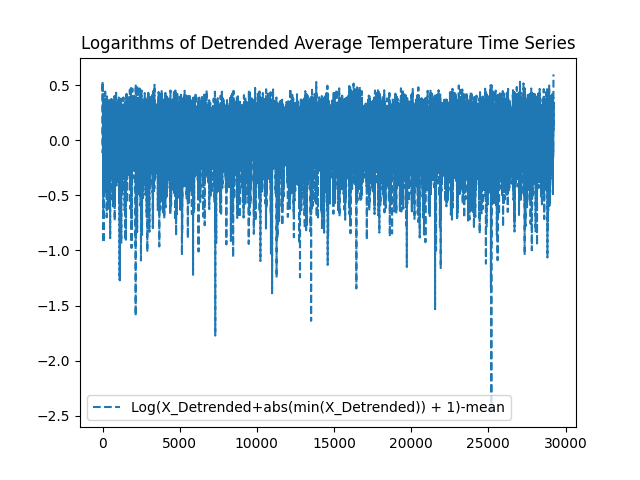 Logarithms of Detrended Average Temperature Time Series
0.5
0.0
−0.5
−1.0
−1.5
−2.0
−2.5
Log(X_Detrended+abs(min(X_Detrended)) + 1)-mean
0 5000 10000 15000 20000 25000 30000